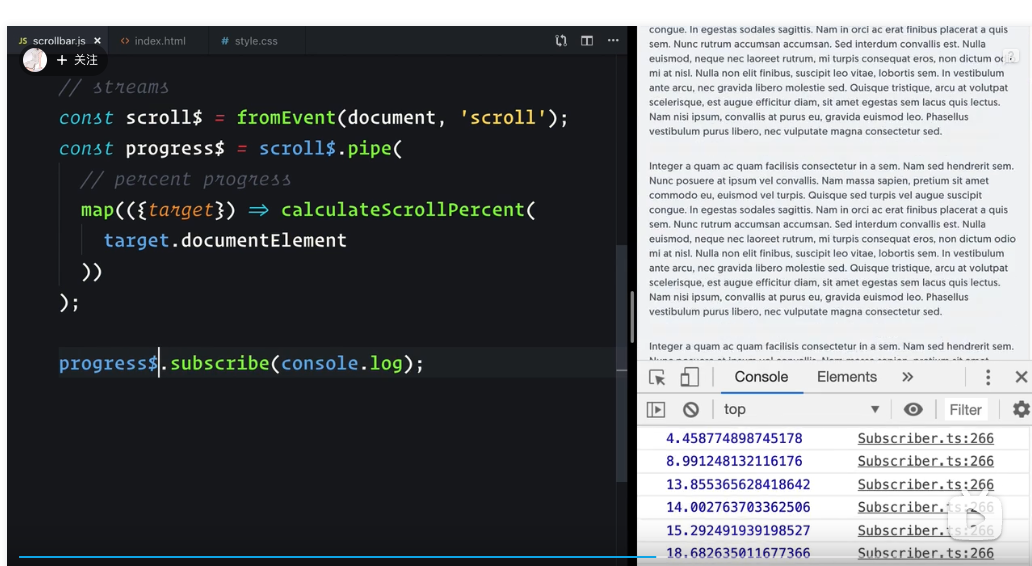 JS scrollbar.js × <> index.html # style.css ···
+ 关注
// streams
const scroll$ = fromEvent(document, 'scroll');
const progress$ = scroll$.pipe(
// percent progress
map(({target}) => calculateScrollPercent(
target.documentElement
))
);
progress$.subscribe(console.log);
congue. In egestas sodales sagittis. Nam in orci ac erat finibus placerat a quis
sem. Nunc rutrum accumsan accumsan. Sed interdum convallis est. Nulla
euismod, neque nec laoreet rutrum, mi turpis consequat eros, non dictum
mi at nisl. Nulla non elit finibus, suscipit leo vitae, lobortis sem. In vestibulum
ante arcu, nec gravida libero molestie sed. Quisque tristique, arcu at volutpat
scelerisque, est augue efficitur diam, sit amet egestas sem lacus quis lectus.
Nam nisi ipsum, convallis at purus eu, gravida euismod leo. Phasellus
vestibulum purus libero, nec vulputate magna consectetur sed.
Integer a quam ac quam facilisis consectetur in a sem. Nam sed hendrerit sem.
Nunc posuere at ipsum vel convallis. Nam massa sapien, pretium sit amet
commodo eu, euismod vel turpis. Quisque sed turpis vel augue suscipit
congue. In egestas sodales sagittis. Nam in orci ac erat finibus placerat a quis
sem. Nunc rutrum accumsan accumsan. Sed interdum convallis est. Nulla
euismod, neque nec laoreet rutrum, mi turpis consequat eros, non dictum odio
mi at nisl. Nulla non elit finibus, suscipit leo vitae, lobortis sem. In vestibulum
ante arcu, nec gravida libero molestie sed. Quisque tristique, arcu at volutpat
scelerisque, est augue efficitur diam, sit amet egestas sem lacus quis lectus.
Nam nisi ipsum, convallis at purus eu, gravida euismod leo. Phasellus
vestibulum purus libero, nec vulputate magna consectetur sed.
Integer a quam ac quam facilisis consectetur in a sem. Nam sed hendrerit sem.
Nunc posuere at ipsum vel convallis. Nam massa sapien, pretium sit amet
Console Elements » ×
top Filter
4.458774898745178 Subscriber.ts:266
8.991248132116176 Subscriber.ts:266
13.855365628418642 Subscriber.ts:266
14.002763703362506 Subscriber.ts:266
15.292491939198527 Subscriber.ts:266
18.682635011677366 Subscriber.ts:266